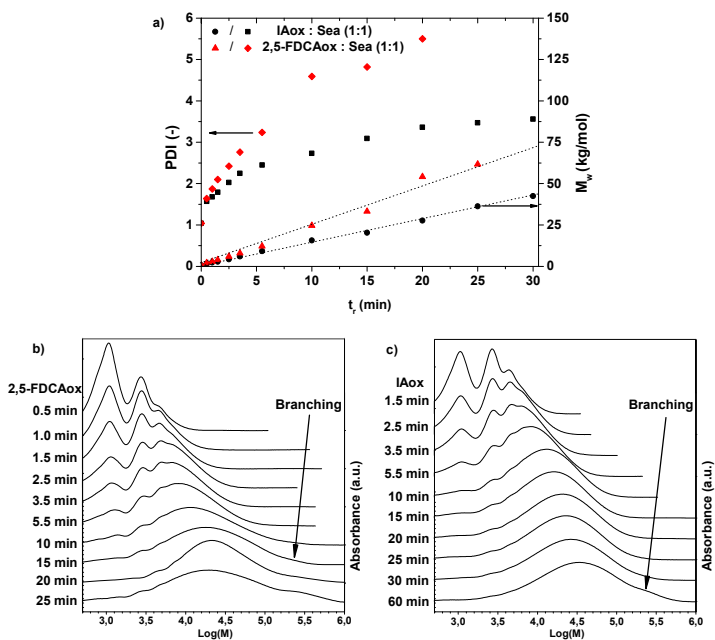 a)
/ IAox : Sea (1:1)
/ 2,5-FDCAox : Sea (1:1)
PDI (-)
6
5
4
3
2
1
0
M_w (kg/mol)
150
125
100
75
50
25
0
0 5 10 15 20 25 30
t_r (min)
b)
2,5-FDCAox
0.5 min
1.0 min
1.5 min
2.5 min
3.5 min
5.5 min
10 min
15 min
20 min
25 min
Branching
Absorbance (a.u.)
3,0 3,5 4,0 4,5 5,0 5,5 6,0
Log(M)
c)
IAox
1.5 min
2.5 min
3.5 min
5.5 min
10 min
15 min
20 min
25 min
30 min
60 min
Branching
Absorbance (a.u.)
3,0 3,5 4,0 4,5 5,0 5,5 6,0
Log(M)